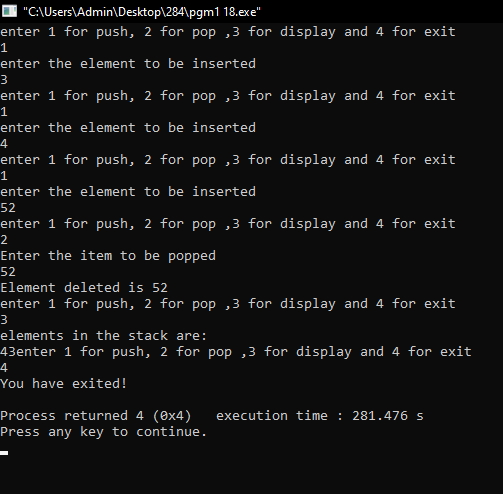 "C:\Users\Admin\Desktop\284\pgm1 18.exe"
enter 1 for push, 2 for pop ,3 for display and 4 for exit
1
enter the element to be inserted
3
enter 1 for push, 2 for pop ,3 for display and 4 for exit
1
enter the element to be inserted
4
enter 1 for push, 2 for pop ,3 for display and 4 for exit
1
enter the element to be inserted
52
enter 1 for push, 2 for pop ,3 for display and 4 for exit
2
Enter the item to be popped
52
Element deleted is 52
enter 1 for push, 2 for pop ,3 for display and 4 for exit
3
elements in the stack are:
43enter 1 for push, 2 for pop ,3 for display and 4 for exit
4
You have exited!
Process returned 4 (0x4)   execution time : 281.476 s
Press any key to continue.